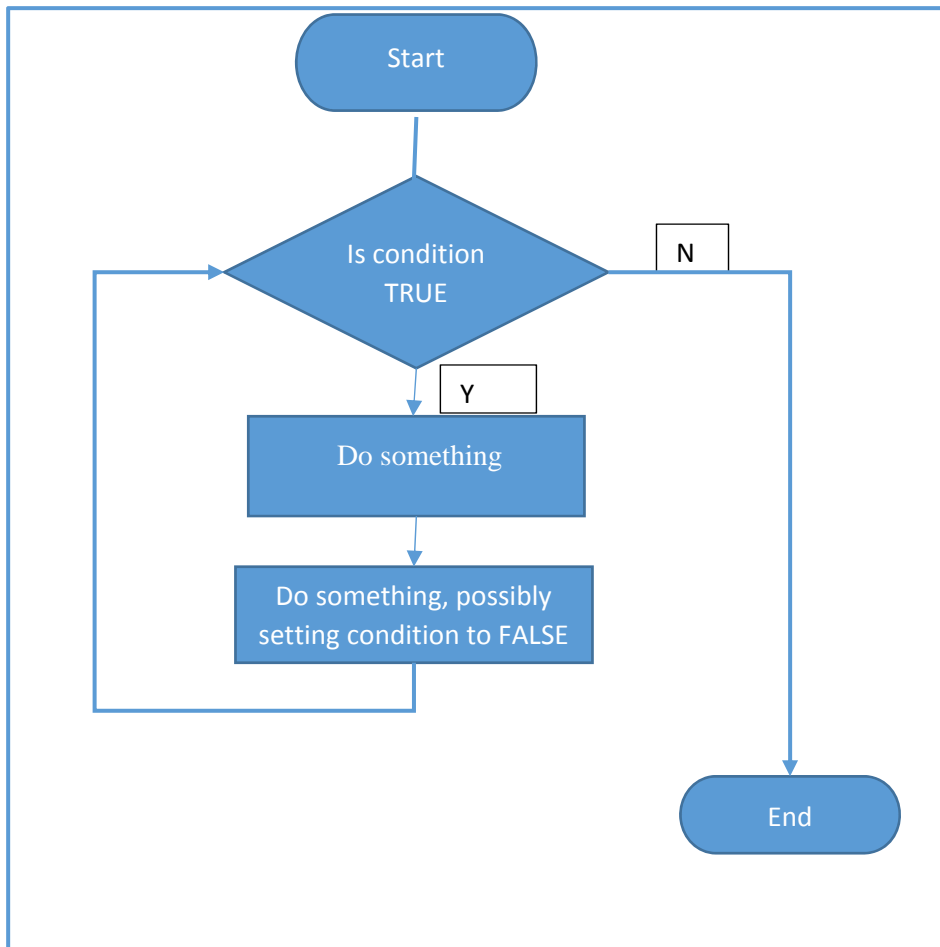 Start
Is condition
TRUE
N
Y
Do something
Do something, possibly
setting condition to FALSE
End